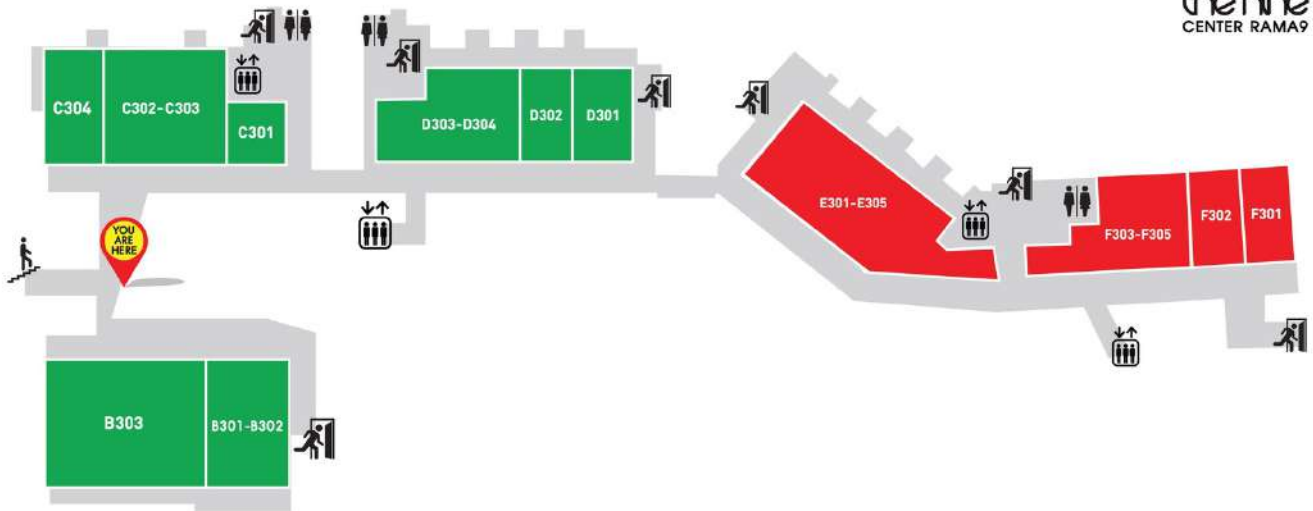 CENTER RAMA9
C304
C302-C303
C301
D303-D304
D302
D301
E301-E305
F303-F305
F302
F301
YOU
ARE
HERE
B303
B301-B302